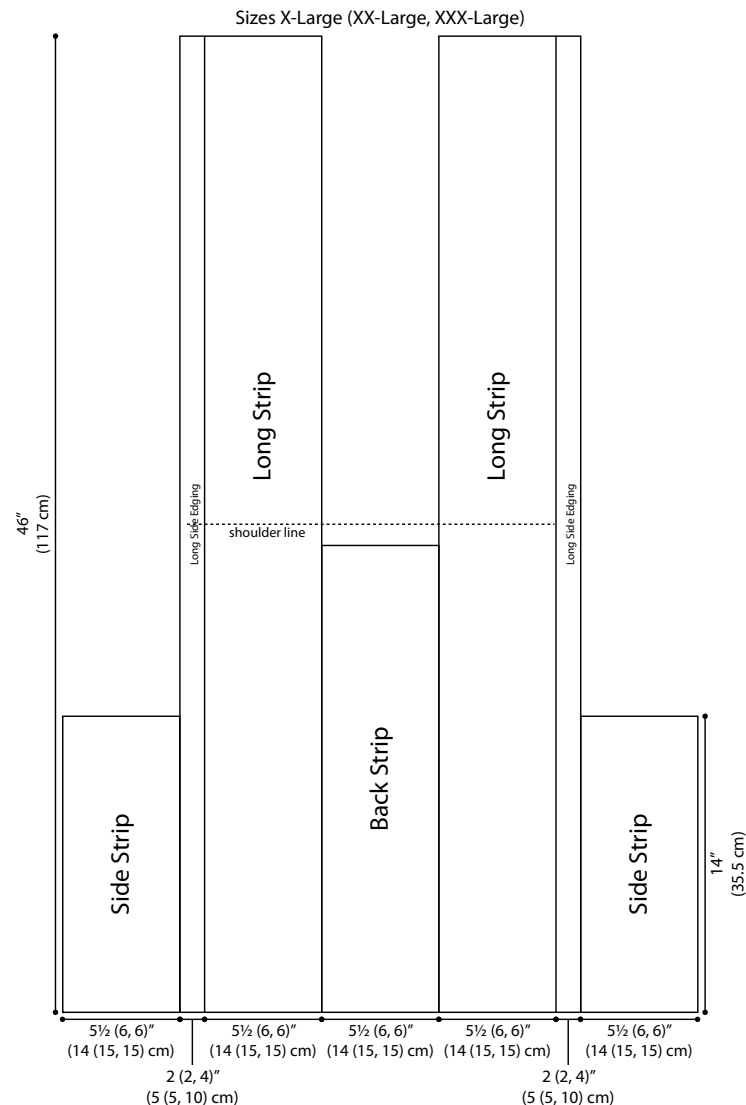 Sizes X-Large (XX-Large, XXX-Large)
Long Strip
Long Strip
46"
(117 cm)
Long Side Edging
shoulder line
Long Side Edging
Side Strip
Back Strip
Side Strip
14"
(35.5 cm)
5½ (6, 6)"
(14 (15, 15) cm)
5½ (6, 6)"
(14 (15, 15) cm)
5½ (6, 6)"
(14 (15, 15) cm)
5½ (6, 6)"
(14 (15, 15) cm)
5½ (6, 6)"
(14 (15, 15) cm)
2 (2, 4)"
(5 (5, 10) cm)
2 (2, 4)"
(5 (5, 10) cm)